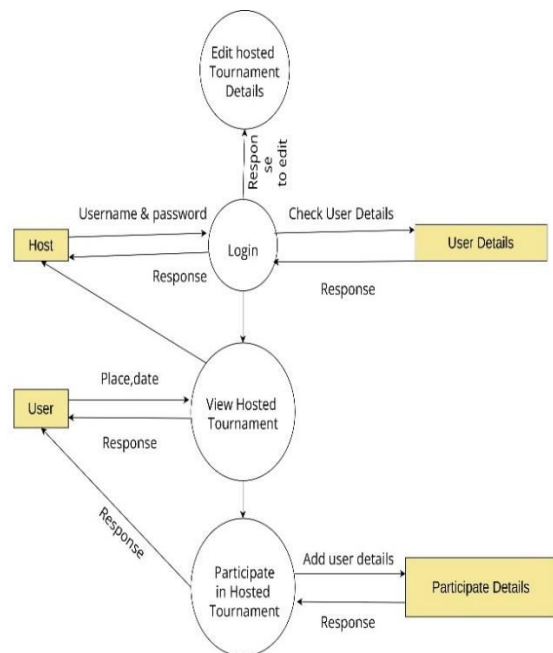 Edit hosted
Tournament
Details
Respon
se
to edit
Username & password
Check User Details
Host
Login
User Details
Response
Response
Place,date
User
View Hosted
Tournament
Response
Response
Add user details
Participate
in Hosted
Tournament
Participate Details
Response